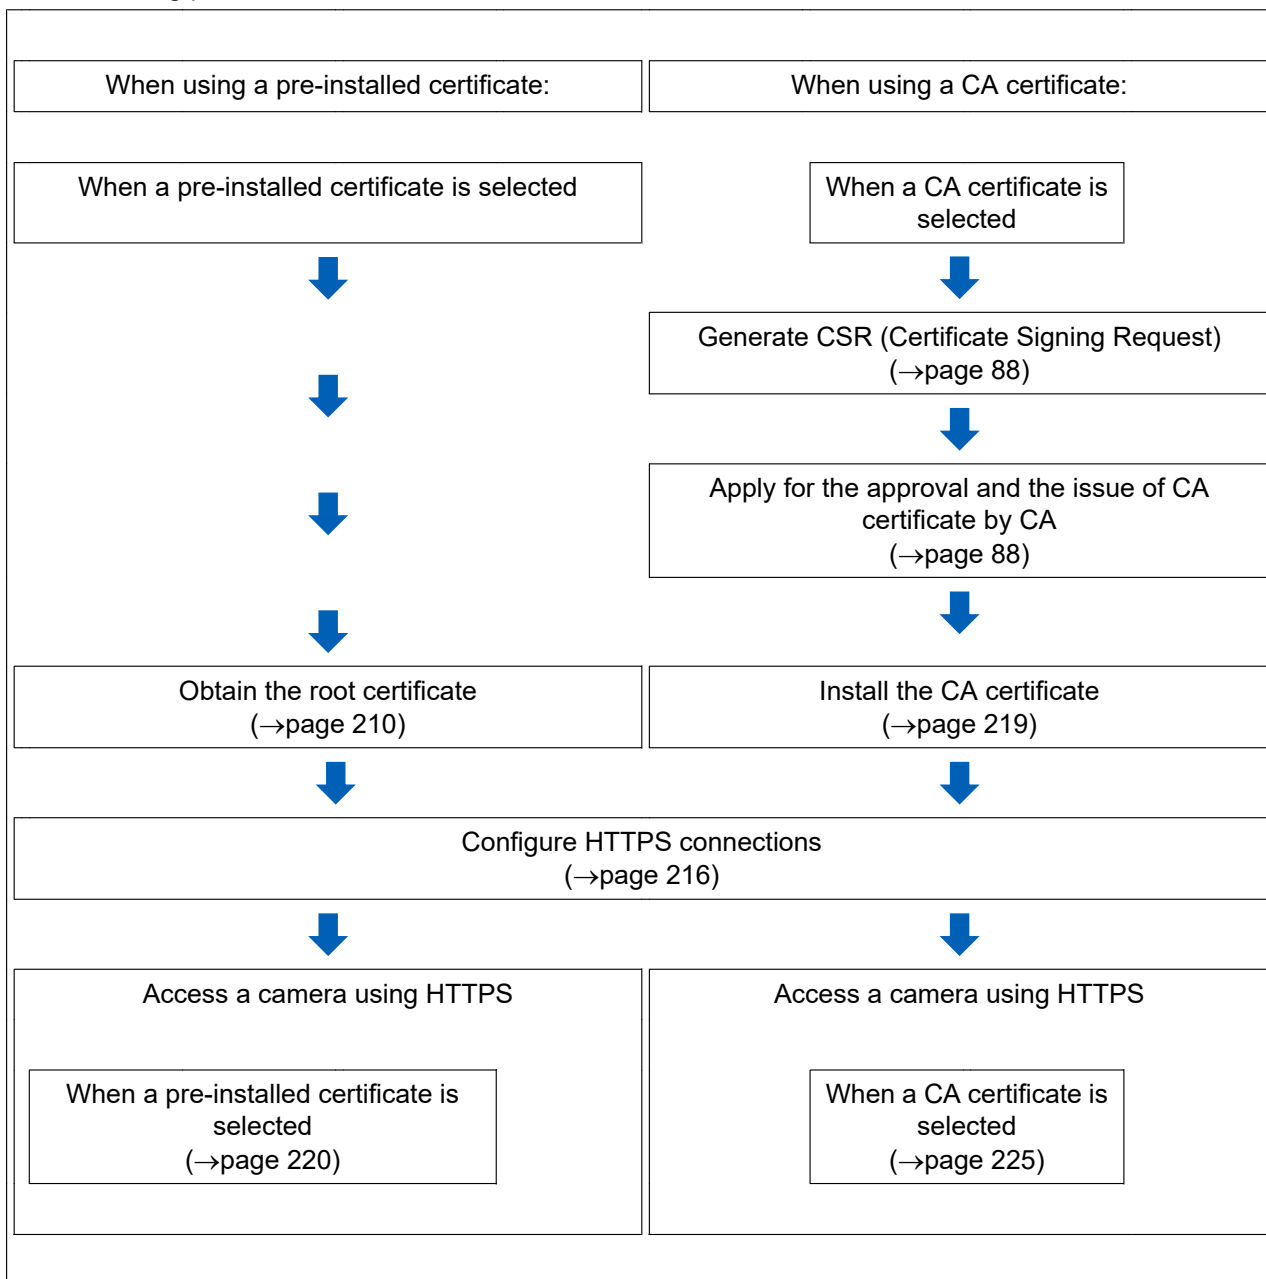 When using a pre-installed certificate:
When using a CA certificate:
When a pre-installed certificate is selected
When a CA certificate is
selected
Generate CSR (Certificate Signing Request)
(→page 88)
Apply for the approval and the issue of CA
certificate by CA
(→page 88)
Obtain the root certificate
(→page 210)
Install the CA certificate
(→page 219)
Configure HTTPS connections
(→page 216)
Access a camera using HTTPS
When a pre-installed certificate is
selected
(→page 220)
Access a camera using HTTPS
When a CA certificate is
selected
(→page 225)